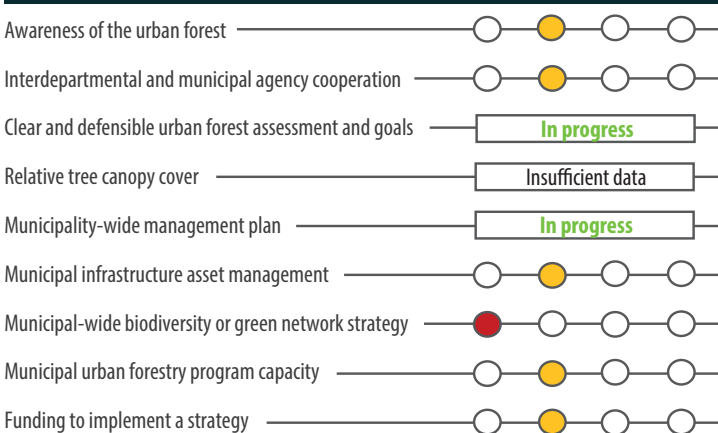 Awareness of the urban forest
Interdepartmental and municipal agency cooperation
Clear and defensible urban forest assessment and goals In progress
Relative tree canopy cover Insufficient data
Municipality-wide management plan In progress
Municipal infrastructure asset management
Municipal-wide biodiversity or green network strategy
Municipal urban forestry program capacity
Funding to implement a strategy